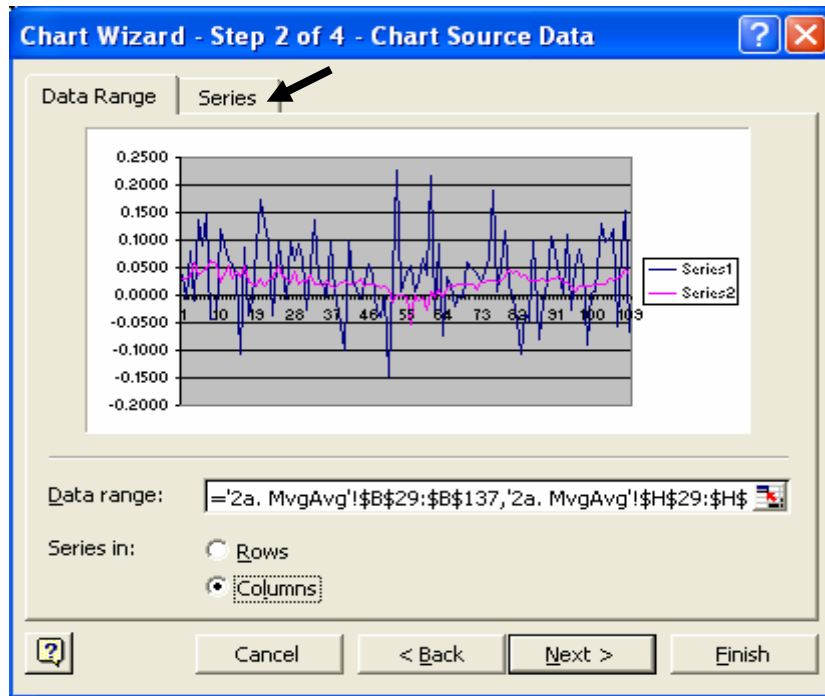 Chart Wizard - Step 2 of 4 - Chart Source Data
Data Range Series
0.2500
0.2000
0.1500
0.1000
0.0500
0.0000
-0.0500
-0.1000
-0.1500
-0.2000
1 10 19 28 37 46 55 64 73 82 91 100 109
Series1
Series2
Data range: ='2a. MvgAvg'!$B$29:$B$137,'2a. MvgAvg'!$H$29:$H$
Series in: Rows
Columns
Cancel < Back Next > Finish